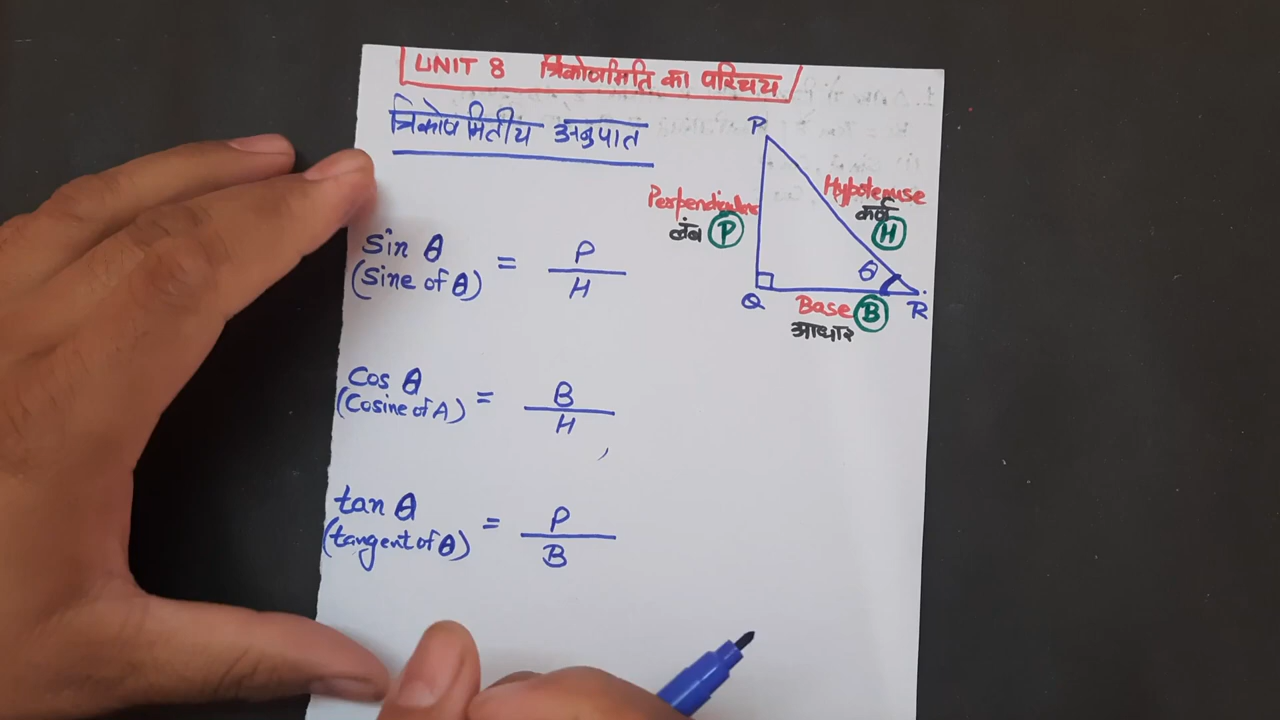 UNIT 8 त्रिकोणमिति का परिचय
त्रिकोणमितीय अनुपात
P
Perpendicular
लंब P
Hypotenuse
कर्ण
H
θ
Q
Base B
आधार
R
sin θ
(Sine of θ) = P/H
Cos θ
(Cosine of A) = B/H
tan θ
(tangent of θ) = P/B